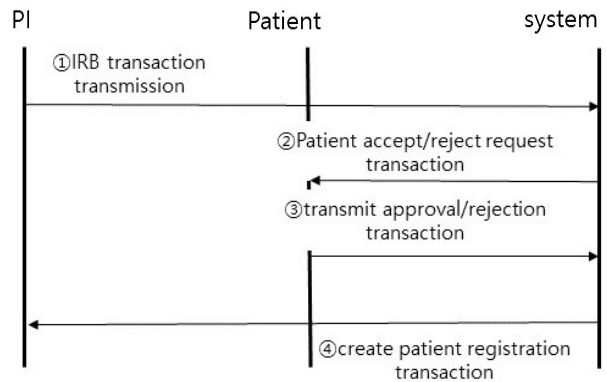 PI Patient system
①IRB transaction
transmission
②Patient accept/reject request
transaction
③transmit approval/rejection
transaction
④create patient registration
transaction